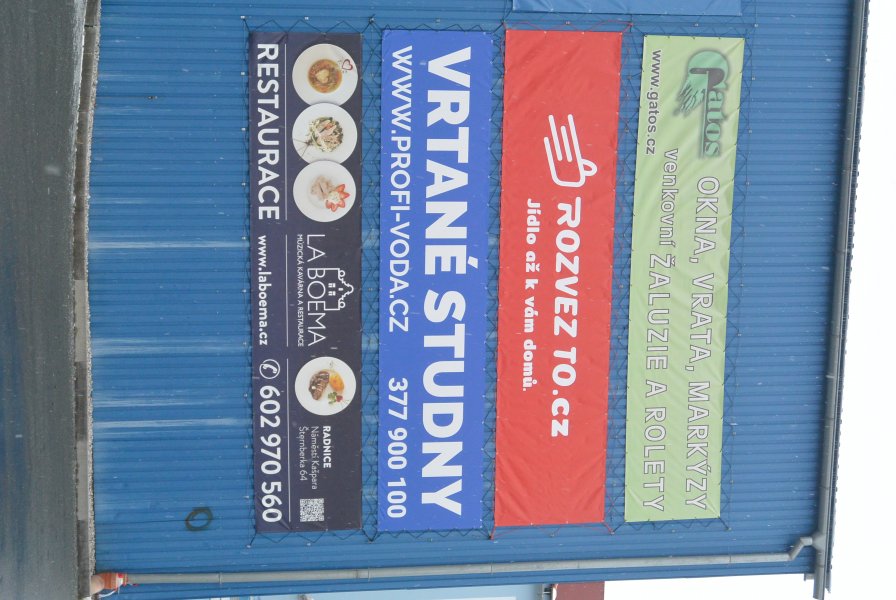 Gatos
www.gatos.cz
OKNA, VRATA, MARKÝZY
venkovní ŽALUZIE A ROLETY
ROZVEZ TO.cz
Jídlo až k vám domů.
VRTANÉ STUDNY
WWW.PROFI-VODA.CZ 377 900 100
LA BOEMA
MÚZICKÁ KAVÁRNA A RESTAURACE
RADNICE
Náměstí Kašpara
Šternberka 64
RESTAURACE www.laboema.cz 602 970 560